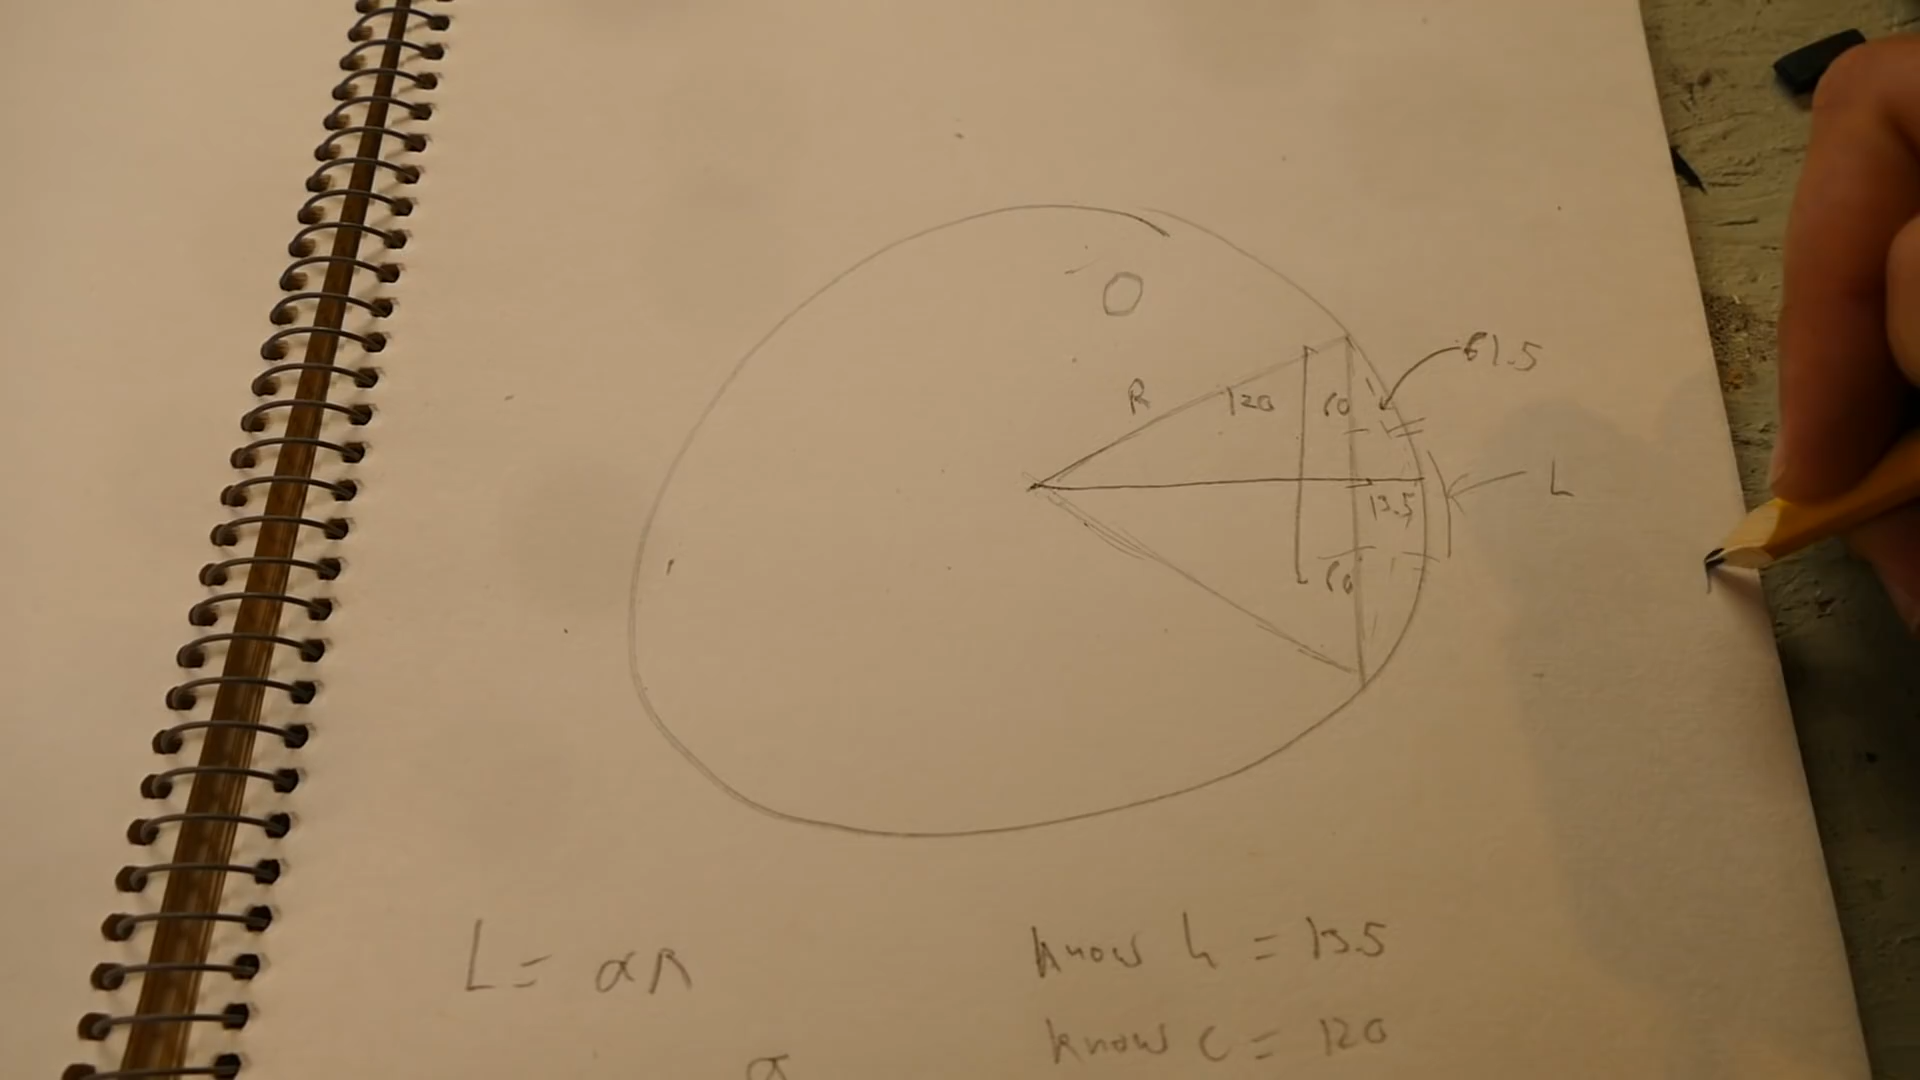 O
61.5
R 120 60
L
13.5
60
L = αR
know h = 13.5
know c = 120
α